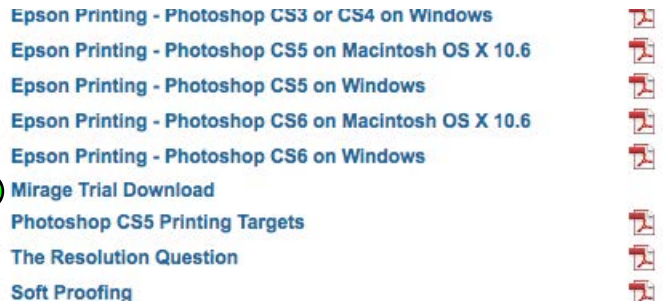 Epson Printing - Photoshop CS3 or CS4 on Windows
Epson Printing - Photoshop CS5 on Macintosh OS X 10.6
Epson Printing - Photoshop CS5 on Windows
Epson Printing - Photoshop CS6 on Macintosh OS X 10.6
Epson Printing - Photoshop CS6 on Windows
Mirage Trial Download
Photoshop CS5 Printing Targets
The Resolution Question
Soft Proofing